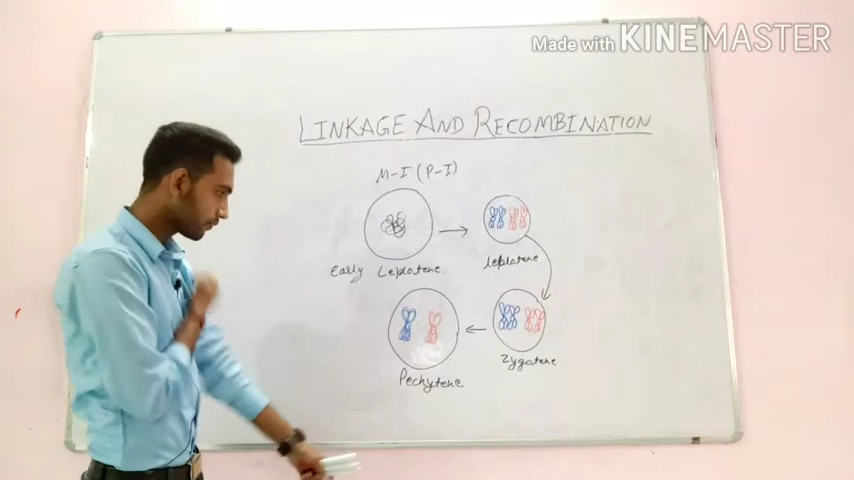 Made with KINEMASTER
LINKAGE AND RECOMBINATION
M-I (P-I)
early Leptotene
leptotene
Zygotene
Pechytene